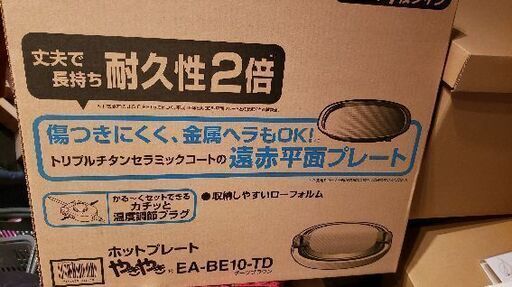 丈夫で
長持ち 耐久性2倍
傷つきにくく、金属ヘラもOK!
トリプルチタンセラミックコートの 遠赤平面プレート
かる〜くセットできる
カチッと
温度調節プラグ
●収納しやすいローフォルム
ホットプレート
やきやき EA-BE10-TD